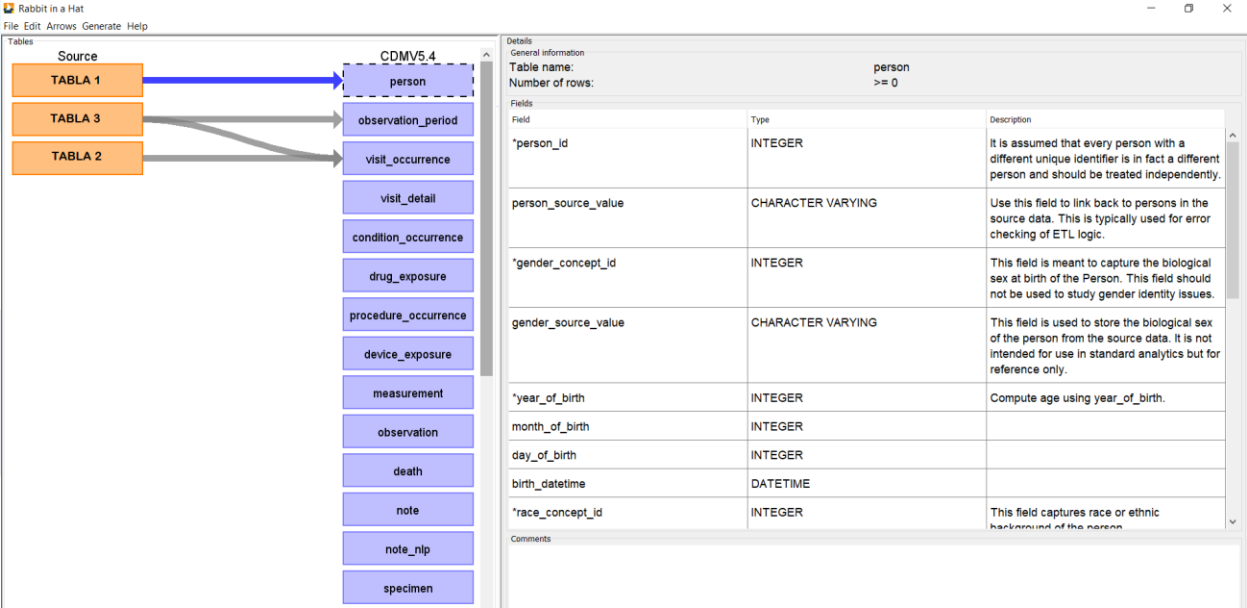 Rabbit in a Hat
File Edit Arrows Generate Help
Tables
Source
CDMV5.4
TABLA 1
TABLA 3
TABLA 2
person
observation_period
visit_occurrence
visit_detail
condition_occurrence
drug_exposure
procedure_occurrence
device_exposure
measurement
observation
death
note
note_nlp
specimen
Details
General information
Table name: person
Number of rows: >= 0
Fields
Field Type Description
*person_id INTEGER It is assumed that every person with a
different unique identifier is in fact a different
person and should be treated independently.
person_source_value CHARACTER VARYING Use this field to link back to persons in the
source data. This is typically used for error
checking of ETL logic.
*gender_concept_id INTEGER This field is meant to capture the biological
sex at birth of the Person. This field should
not be used to study gender identity issues.
gender_source_value CHARACTER VARYING This field is used to store the biological sex
of the person from the source data. It is not
intended for use in standard analytics but for
reference only.
*year_of_birth INTEGER Compute age using year_of_birth.
month_of_birth INTEGER
day_of_birth INTEGER
birth_datetime DATETIME
*race_concept_id INTEGER This field captures race or ethnic
background of the person.
Comments